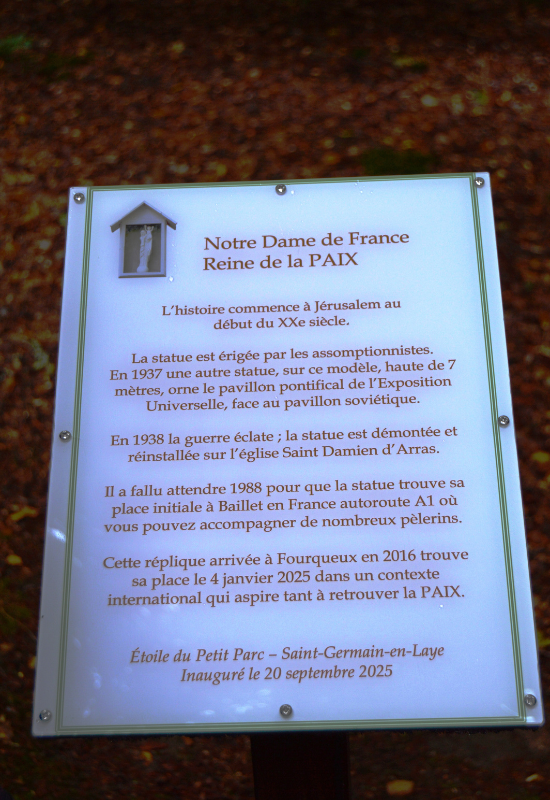 Notre Dame de France
Reine de la PAIX
L'histoire commence à Jérusalem au
début du XXe siècle.
La statue est érigée par les assomptionnistes.
En 1937 une autre statue, sur ce modèle, haute de 7
mètres, orne le pavillon pontifical de l'Exposition
Universelle, face au pavillon soviétique.
En 1938 la guerre éclate ; la statue est démontée et
réinstallée sur l'église Saint Damien d'Arras.
Il a fallu attendre 1988 pour que la statue trouve sa
place initiale à Baillet en France autoroute A1 où
vous pouvez accompagner de nombreux pèlerins.
Cette réplique arrivée à Fourqueux en 2016 trouve
sa place le 4 janvier 2025 dans un contexte
international qui aspire tant à retrouver la PAIX.
Étoile du Petit Parc – Saint-Germain-en-Laye
Inauguré le 20 septembre 2025